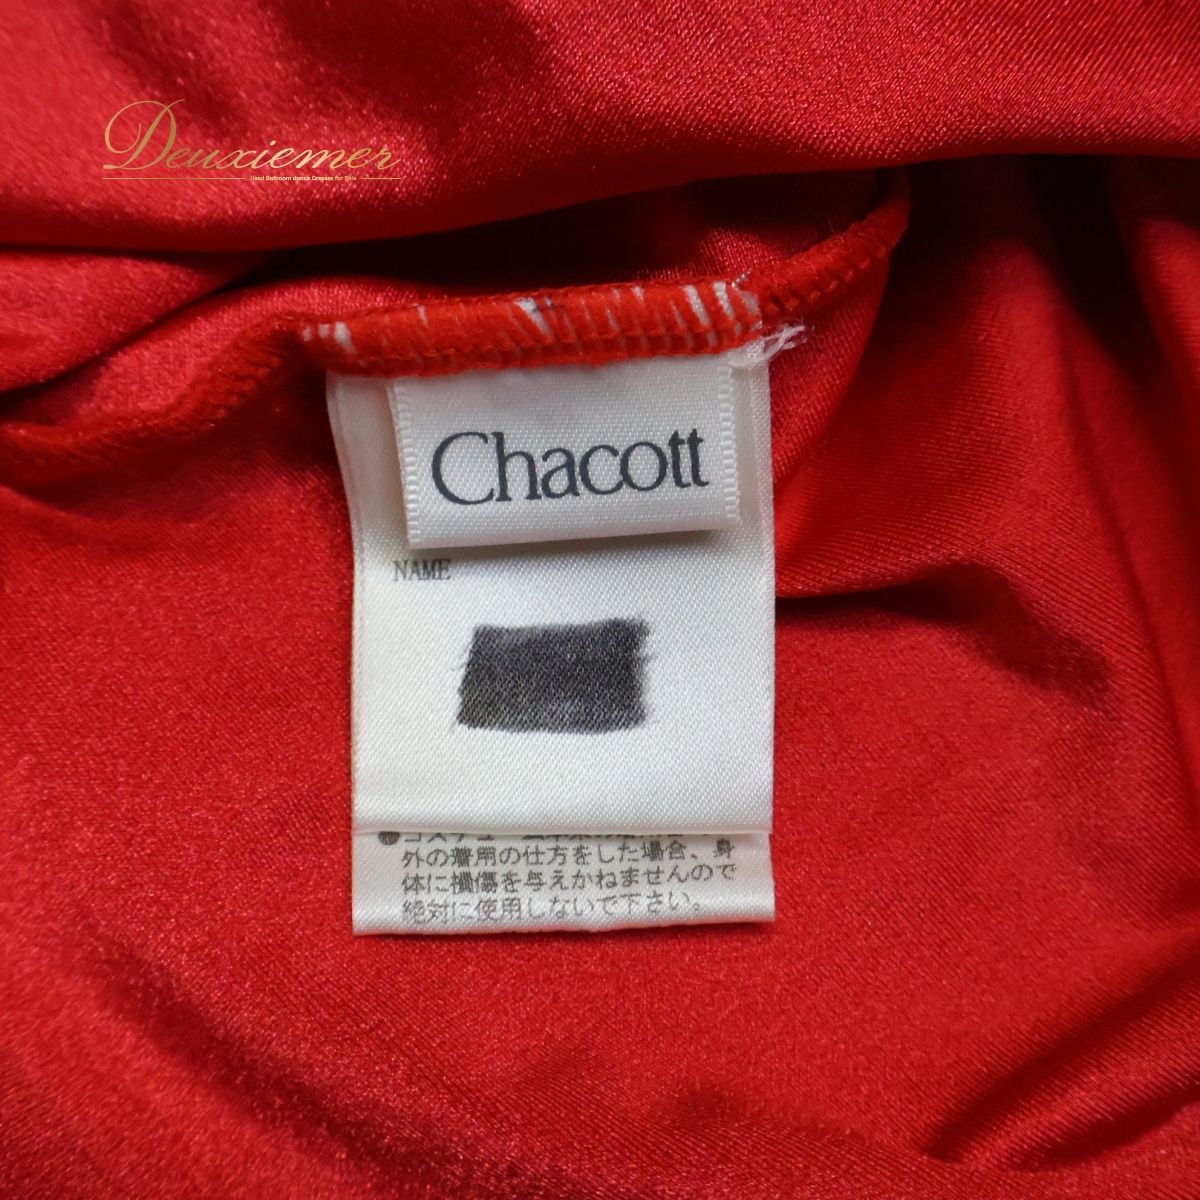 Deuxiemer
Used Ballroom dance Dresses for Sale
Chacott
NAME
外の着用の仕方をした場合、身
体に損傷を与えかねませんので
絶対に使用しないで下さい。